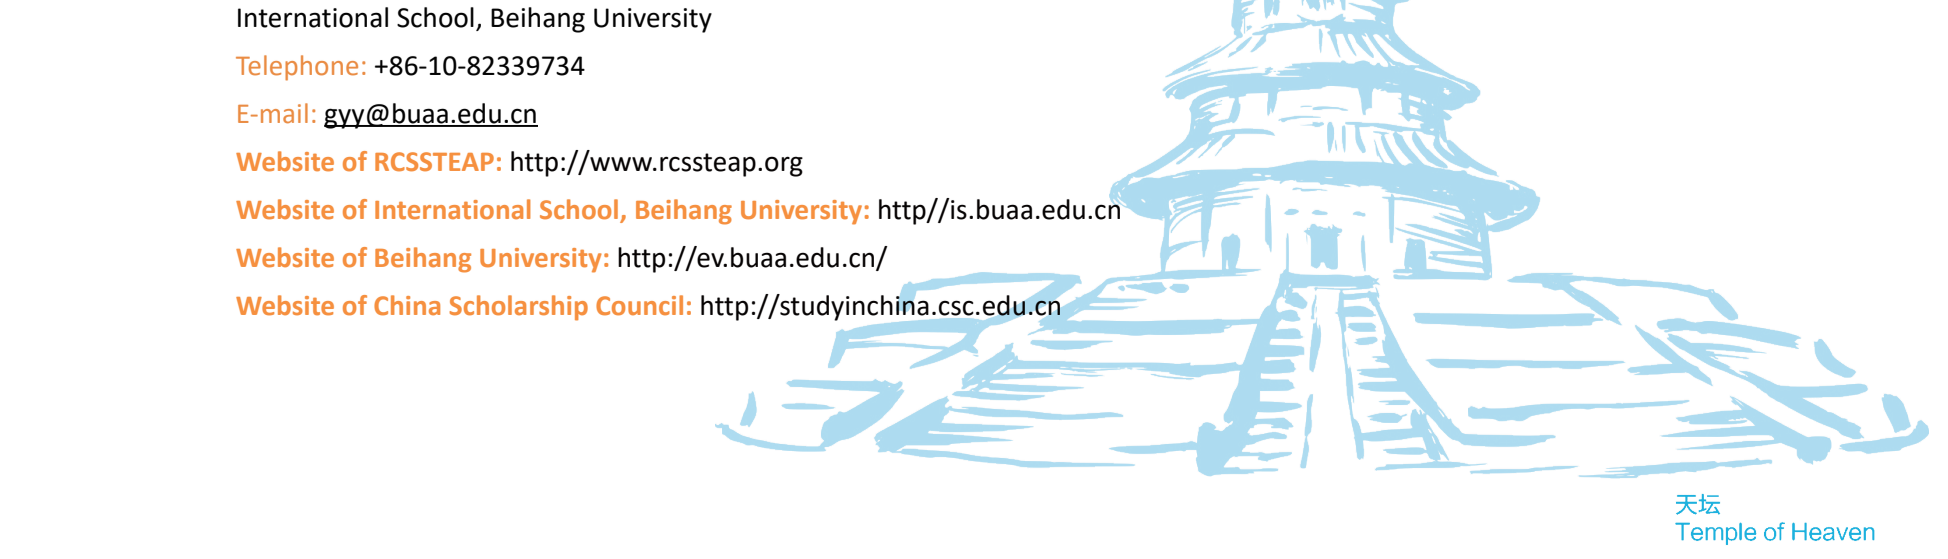 International School, Beihang University
Telephone: +86-10-82339734
E-mail: gyy@buaa.edu.cn
Website of RCSSTEAP: http://www.rcssteap.org
Website of International School, Beihang University: http//is.buaa.edu.cn
Website of Beihang University: http://ev.buaa.edu.cn/
Website of China Scholarship Council: http://studyinchina.csc.edu.cn
天坛
Temple of Heaven